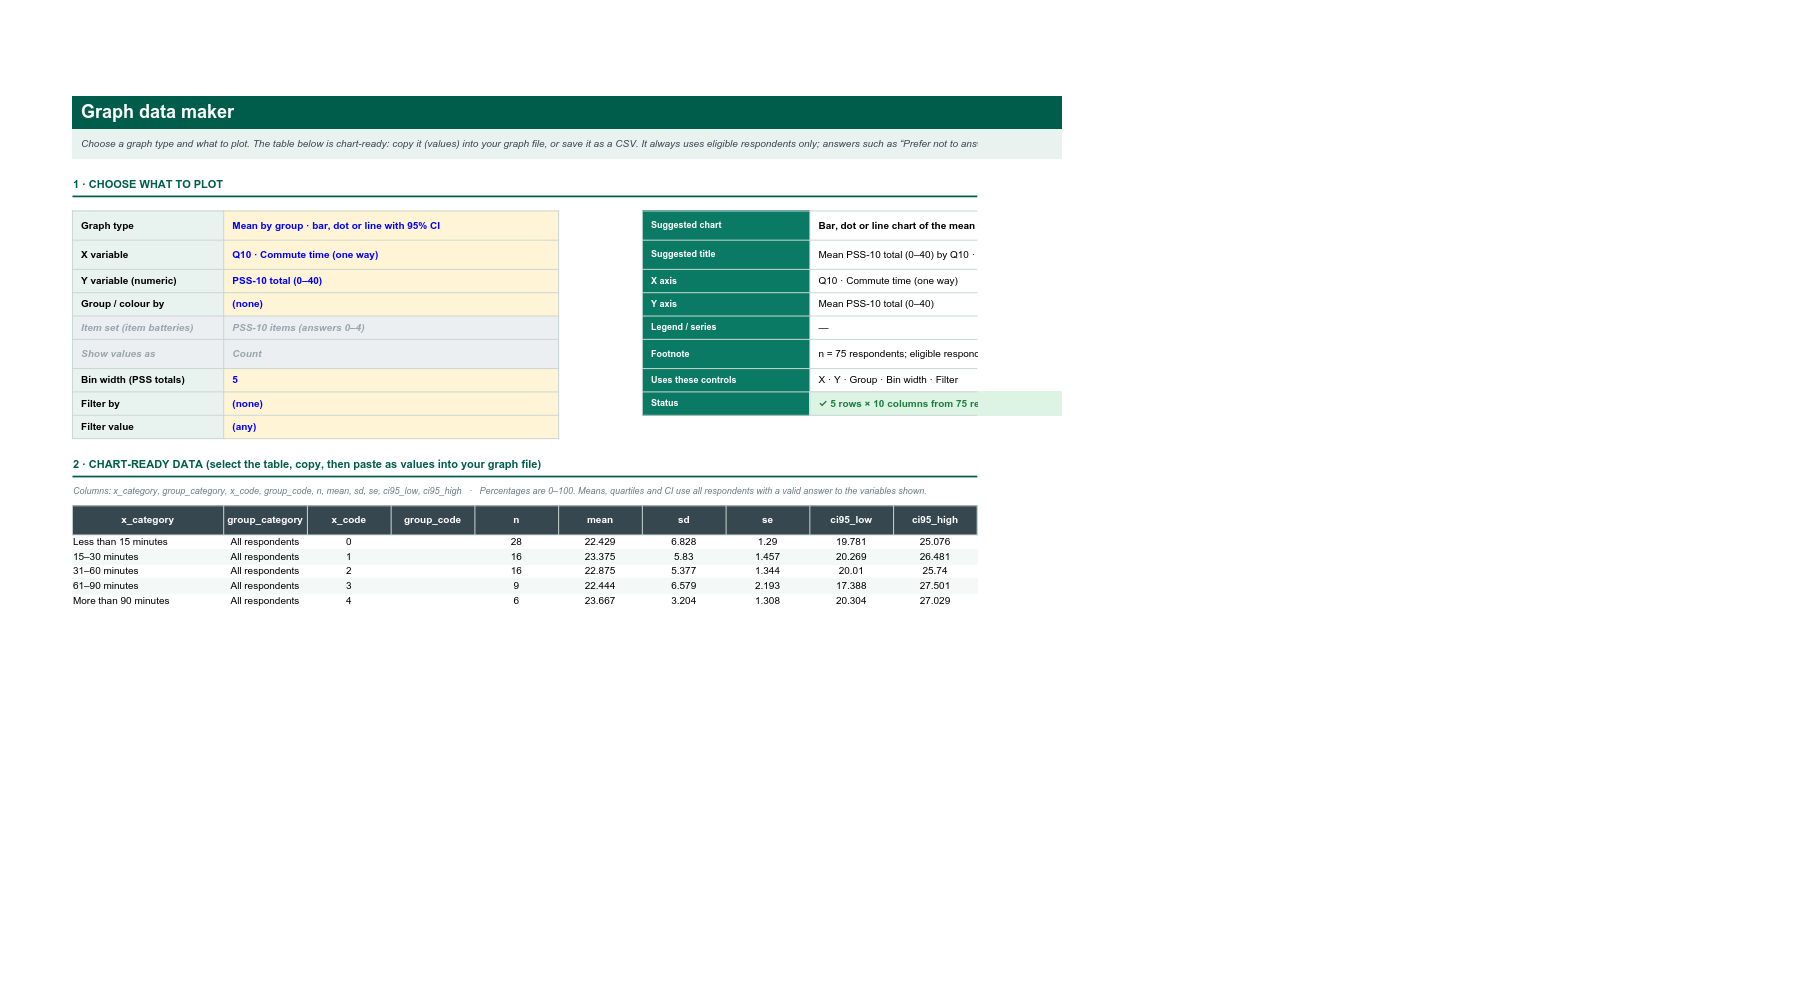 Graph data maker
Choose a graph type and what to plot. The table below is chart-ready: copy it (values) into your graph file, or save it as a CSV. It always uses eligible respondents only; answers such as "Prefer not to ans
1 · CHOOSE WHAT TO PLOT
Graph type Mean by group · bar, dot or line with 95% CI
X variable Q10 · Commute time (one way)
Y variable (numeric) PSS-10 total (0–40)
Group / colour by (none)
Item set (item batteries) PSS-10 items (answers 0–4)
Show values as Count
Bin width (PSS totals) 5
Filter by (none)
Filter value (any)
Suggested chart Bar, dot or line chart of the mean
Suggested title Mean PSS-10 total (0–40) by Q10 ·
X axis Q10 · Commute time (one way)
Y axis Mean PSS-10 total (0–40)
Legend / series —
Footnote n = 75 respondents; eligible respond
Uses these controls X · Y · Group · Bin width · Filter
Status ✓ 5 rows × 10 columns from 75 re
2 · CHART-READY DATA (select the table, copy, then paste as values into your graph file)
Columns: x_category, group_category, x_code, group_code, n, mean, sd, se, ci95_low, ci95_high · Percentages are 0–100. Means, quartiles and CI use all respondents with a valid answer to the variables shown.
x_category group_category x_code group_code n mean sd se ci95_low ci95_high
Less than 15 minutes All respondents 0 28 22.429 6.828 1.29 19.781 25.076
15–30 minutes All respondents 1 16 23.375 5.83 1.457 20.269 26.481
31–60 minutes All respondents 2 16 22.875 5.377 1.344 20.01 25.74
61–90 minutes All respondents 3 9 22.444 6.579 2.193 17.388 27.501
More than 90 minutes All respondents 4 6 23.667 3.204 1.308 20.304 27.029